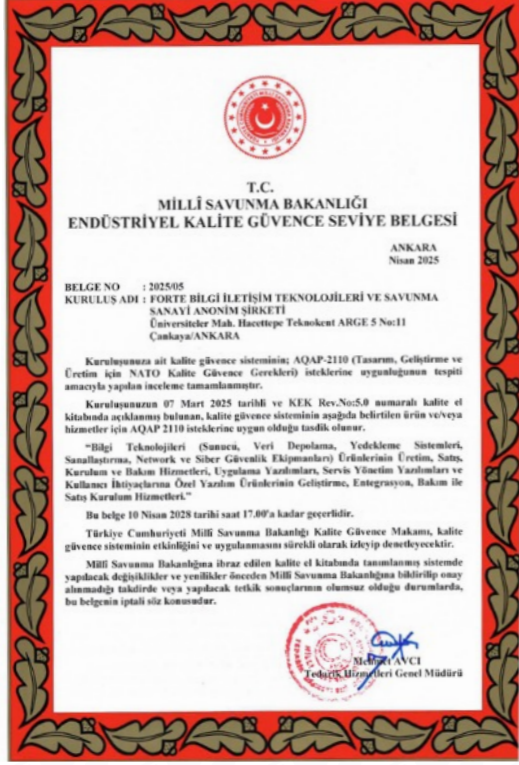 T.C.
MİLLÎ SAVUNMA BAKANLIĞI
ENDÜSTRİYEL KALİTE GÜVENCE SEVİYE BELGESİ
ANKARA
Nisan 2025
BELGE NO : 2025/05
KURULUŞ ADI : FORTE BİLGİ İLETİŞİM TEKNOLOJİLERİ VE SAVUNMA
SANAYİ ANONİM ŞİRKETİ
Üniversiteler Mah. Hacettepe Teknokent ARGE 5 No:11
Çankaya/ANKARA
Kuruluşunuza ait kalite güvence sisteminin; AQAP-2110 (Tasarım, Geliştirme ve
Üretim için NATO Kalite Güvence Gerekleri) isteklerine uygunluğunun tespiti
amacıyla yapılan inceleme tamamlanmıştır.
Kuruluşunuzun 07 Mart 2025 tarihli ve KEK Rev.No:5.0 numaralı kalite el
kitabında açıklanmış bulunan, kalite güvence sisteminin aşağıda belirtilen ürün ve/veya
hizmetler için AQAP 2110 isteklerine uygun olduğu tasdik olunur.
“Bilgi Teknolojileri (Sunucu, Veri Depolama, Yedekleme Sistemleri,
Sanallaştırma, Network ve Siber Güvenlik Ekipmanları) Ürünlerinin Üretim, Satış,
Kurulum ve Bakım Hizmetleri, Uygulama Yazılımları, Servis Yönetim Yazılımları ve
Kullanıcı İhtiyaçlarına Özel Yazılım Ürünlerinin Geliştirme, Entegrasyon, Bakım ile
Satış Kurulum Hizmetleri.”
Bu belge 10 Nisan 2028 tarihi saat 17.00'a kadar geçerlidir.
Türkiye Cumhuriyeti Millî Savunma Bakanlığı Kalite Güvence Makamı, kalite
güvence sisteminin etkinliğini ve uygulanmasını sürekli olarak izleyip denetleyecektir.
Millî Savunma Bakanlığına ibraz edilen kalite el kitabında tanımlanmış sistemde
yapılacak değişiklikler ve yenilikler önceden Millî Savunma Bakanlığına bildirilip onay
alınmadığı takdirde veya yapılacak tetkik sonuçlarının olumsuz olduğu durumlarda,
bu belgenin iptali söz konusudur.
Mehmet AVCI
Tedarik Hizmetleri Genel Müdürü